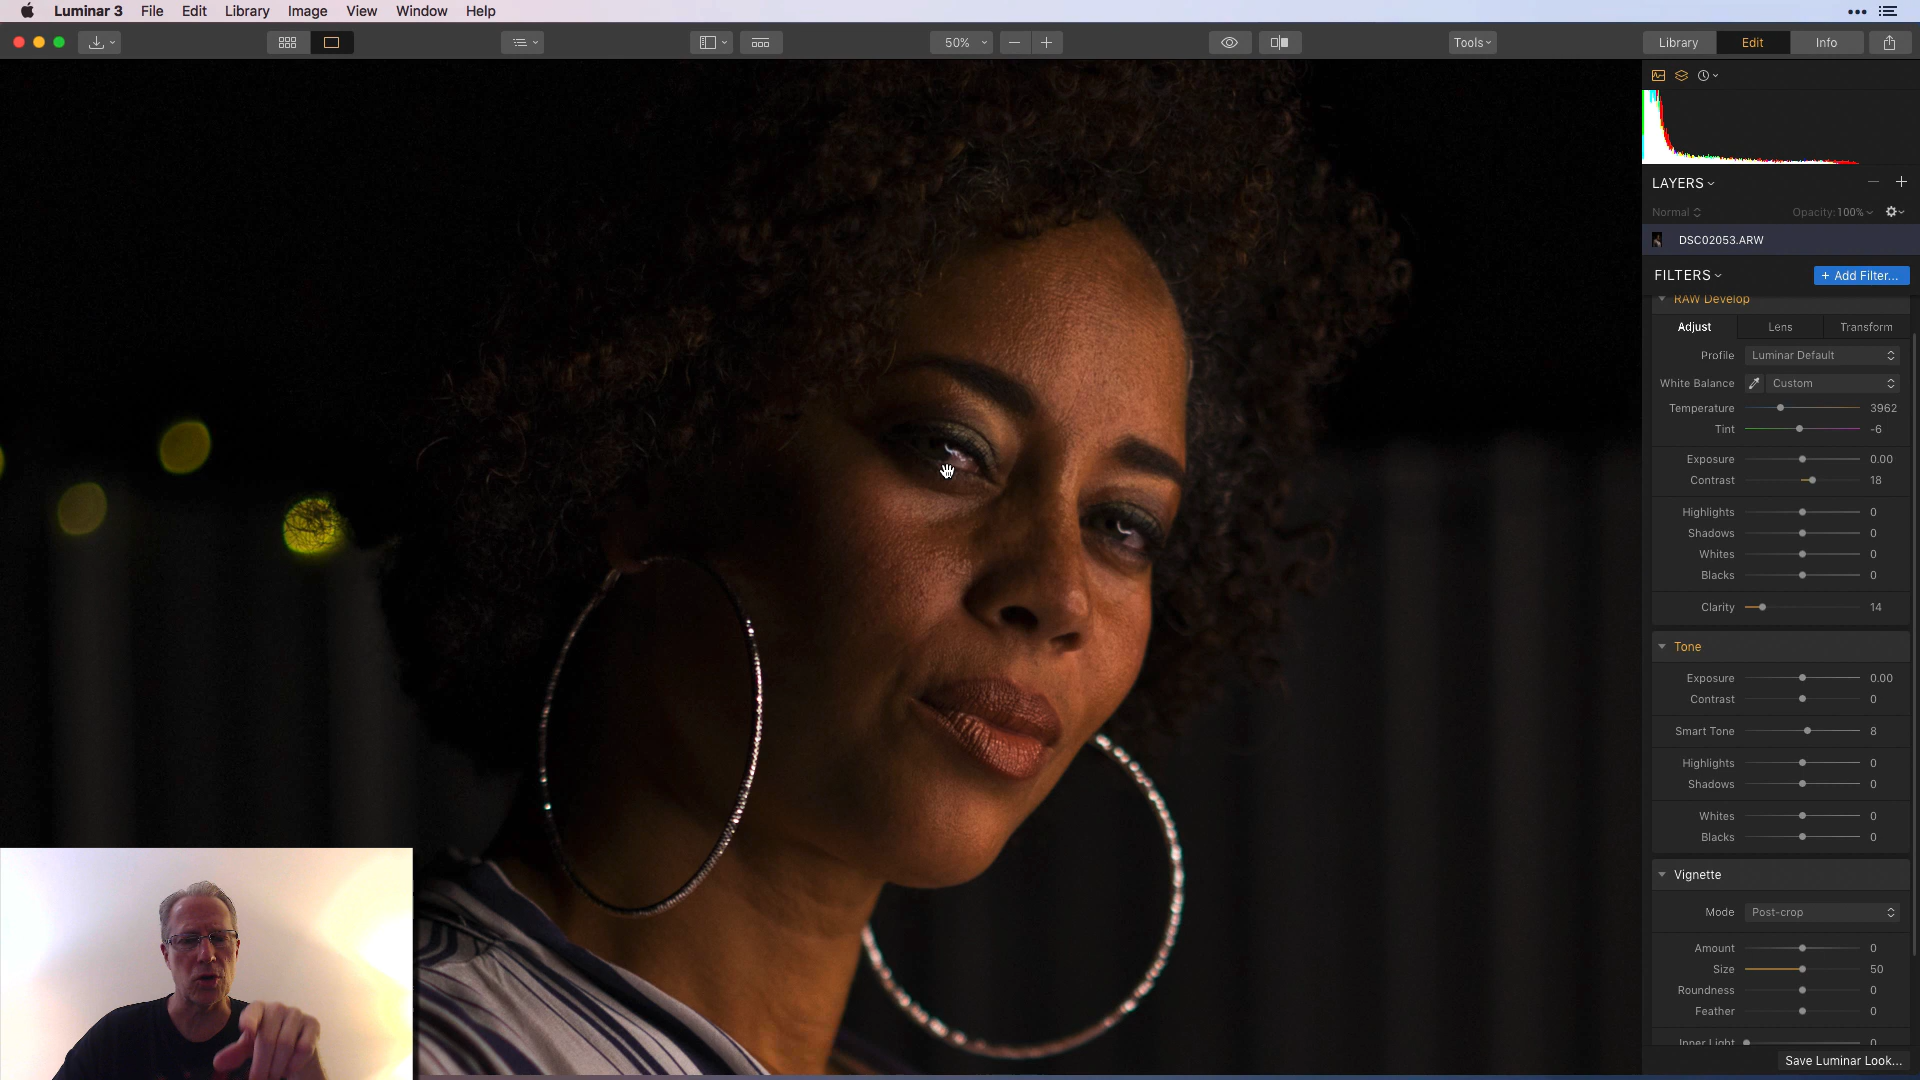 Luminar 3 File Edit Library Image View Window Help
50% Tools Library Edit Info
LAYERS
Normal Opacity: 100%
DSC02053.ARW
FILTERS + Add Filter...
RAW Develop
Adjust Lens Transform
Profile Luminar Default
White Balance Custom
Temperature 3962
Tint -6
Exposure 0.00
Contrast 18
Highlights 0
Shadows 0
Whites 0
Blacks 0
Clarity 14
Tone
Exposure 0.00
Contrast 0
Smart Tone 8
Highlights 0
Shadows 0
Whites 0
Blacks 0
Vignette
Mode Post-crop
Amount 0
Size 50
Roundness 0
Feather 0
Inner Light 0
Save Luminar Look...